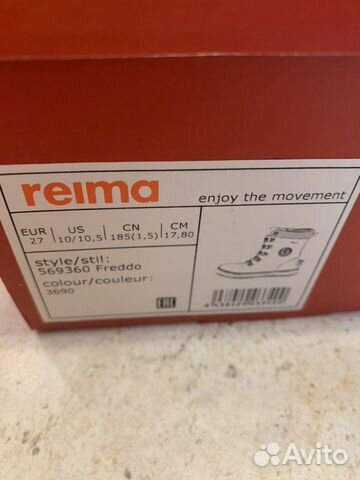 reima
enjoy the movement
EUR US CN CM
27 10/10,5 185(1,5) 17,80
style/stil:
569360 Freddo
colour/couleur:
3690
EAC
Avito